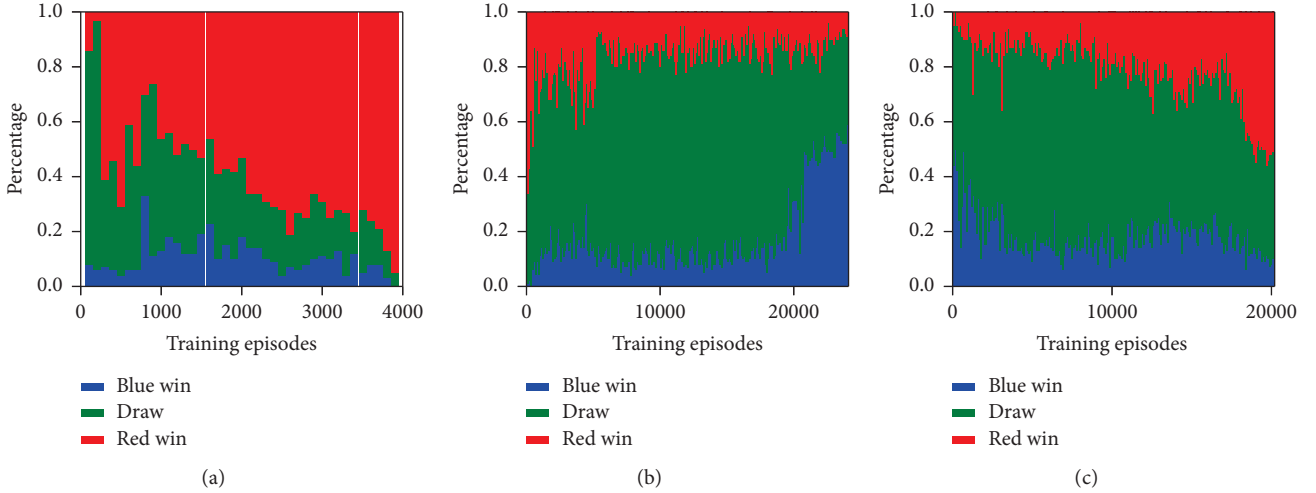 1.0
0.8
0.6
0.4
0.2
0.0
Percentage
0 1000 2000 3000 4000
Training episodes
Blue win
Draw
Red win
(a)
1.0
0.8
0.6
0.4
0.2
0.0
Percentage
0 10000 20000
Training episodes
Blue win
Draw
Red win
(b)
1.0
0.8
0.6
0.4
0.2
0.0
Percentage
0 10000 20000
Training episodes
Blue win
Draw
Red win
(c)